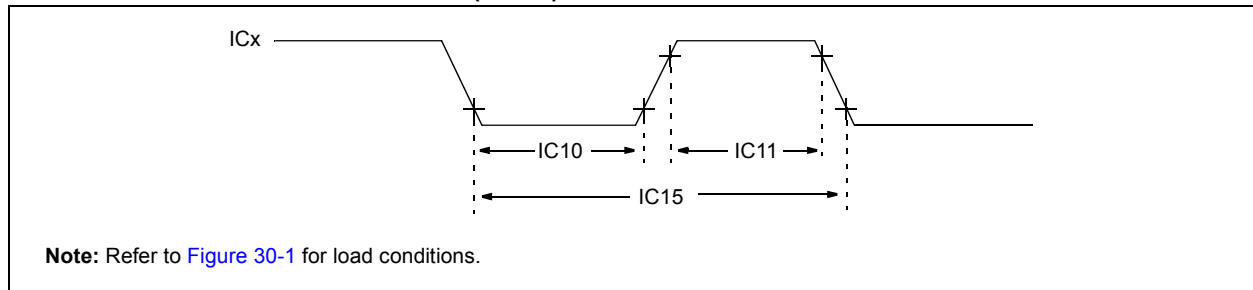 ICx
IC10
IC11
IC15
Note: Refer to Figure 30-1 for load conditions.